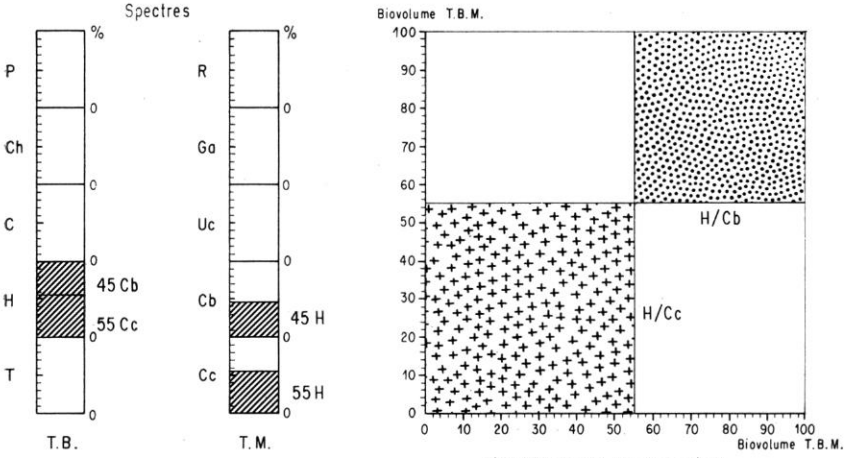 Spectres
% %
P
Ch
C
H
T
0
0
0
0
0
45 Cb
55 Cc
T.B.
R
Ga
Uc
Cb
Cc
0
0
0
0
0
45 H
55 H
T.M.
Biovolume T.B.M.
100
90
80
70
60
50
40
30
20
10
0
H/Cb
H/Cc
0 10 20 30 40 50 60 70 80 90 100
Biovolume T.B.M.